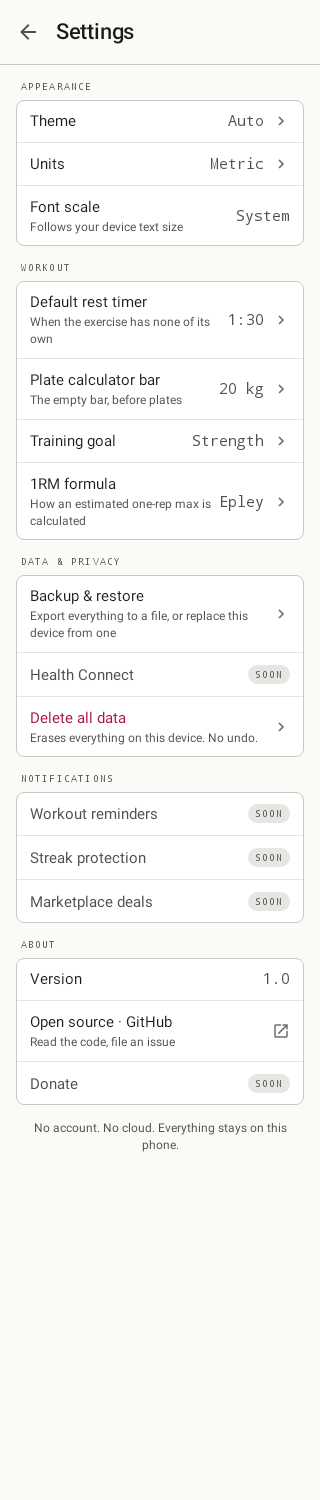 Settings
APPEARANCE
Theme
Auto
Units
Metric
Font scale
Follows your device text size
System
WORKOUT
Default rest timer
When the exercise has none of its
own
1:30
Plate calculator bar
The empty bar, before plates
20 kg
Training goal
Strength
1RM formula
How an estimated one-rep max is
calculated
Epley
DATA & PRIVACY
Backup & restore
Export everything to a file, or replace this
device from one
Health Connect
SOON
Delete all data
Erases everything on this device. No undo.
NOTIFICATIONS
Workout reminders
SOON
Streak protection
SOON
Marketplace deals
SOON
ABOUT
Version
1.0
Open source · GitHub
Read the code, file an issue
Donate
SOON
No account. No cloud. Everything stays on this
phone.